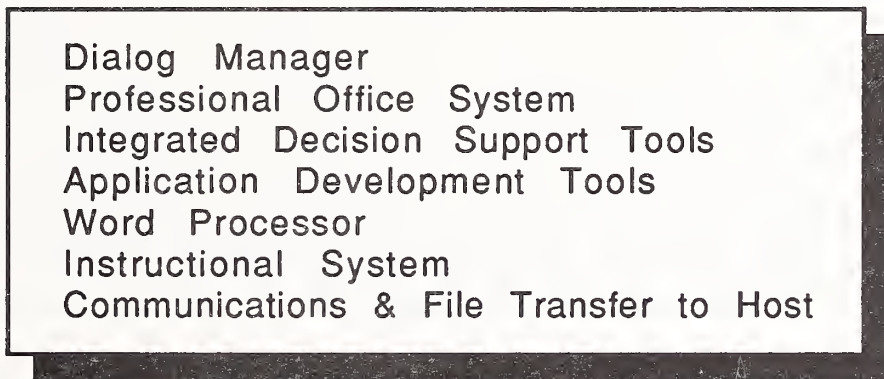 Dialog Manager
Professional Office System
Integrated Decision Support Tools
Application Development Tools
Word Processor
Instructional System
Communications & File Transfer to Host